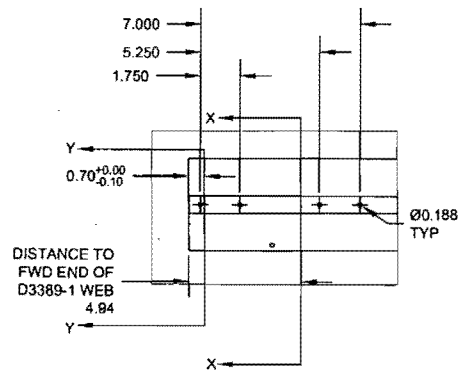 7.000
5.250
1.750
X
Y
0.70 +0.00 -0.10
Ø0.188
TYP
DISTANCE TO
FWD END OF
D3389-1 WEB
4.94
Y
X